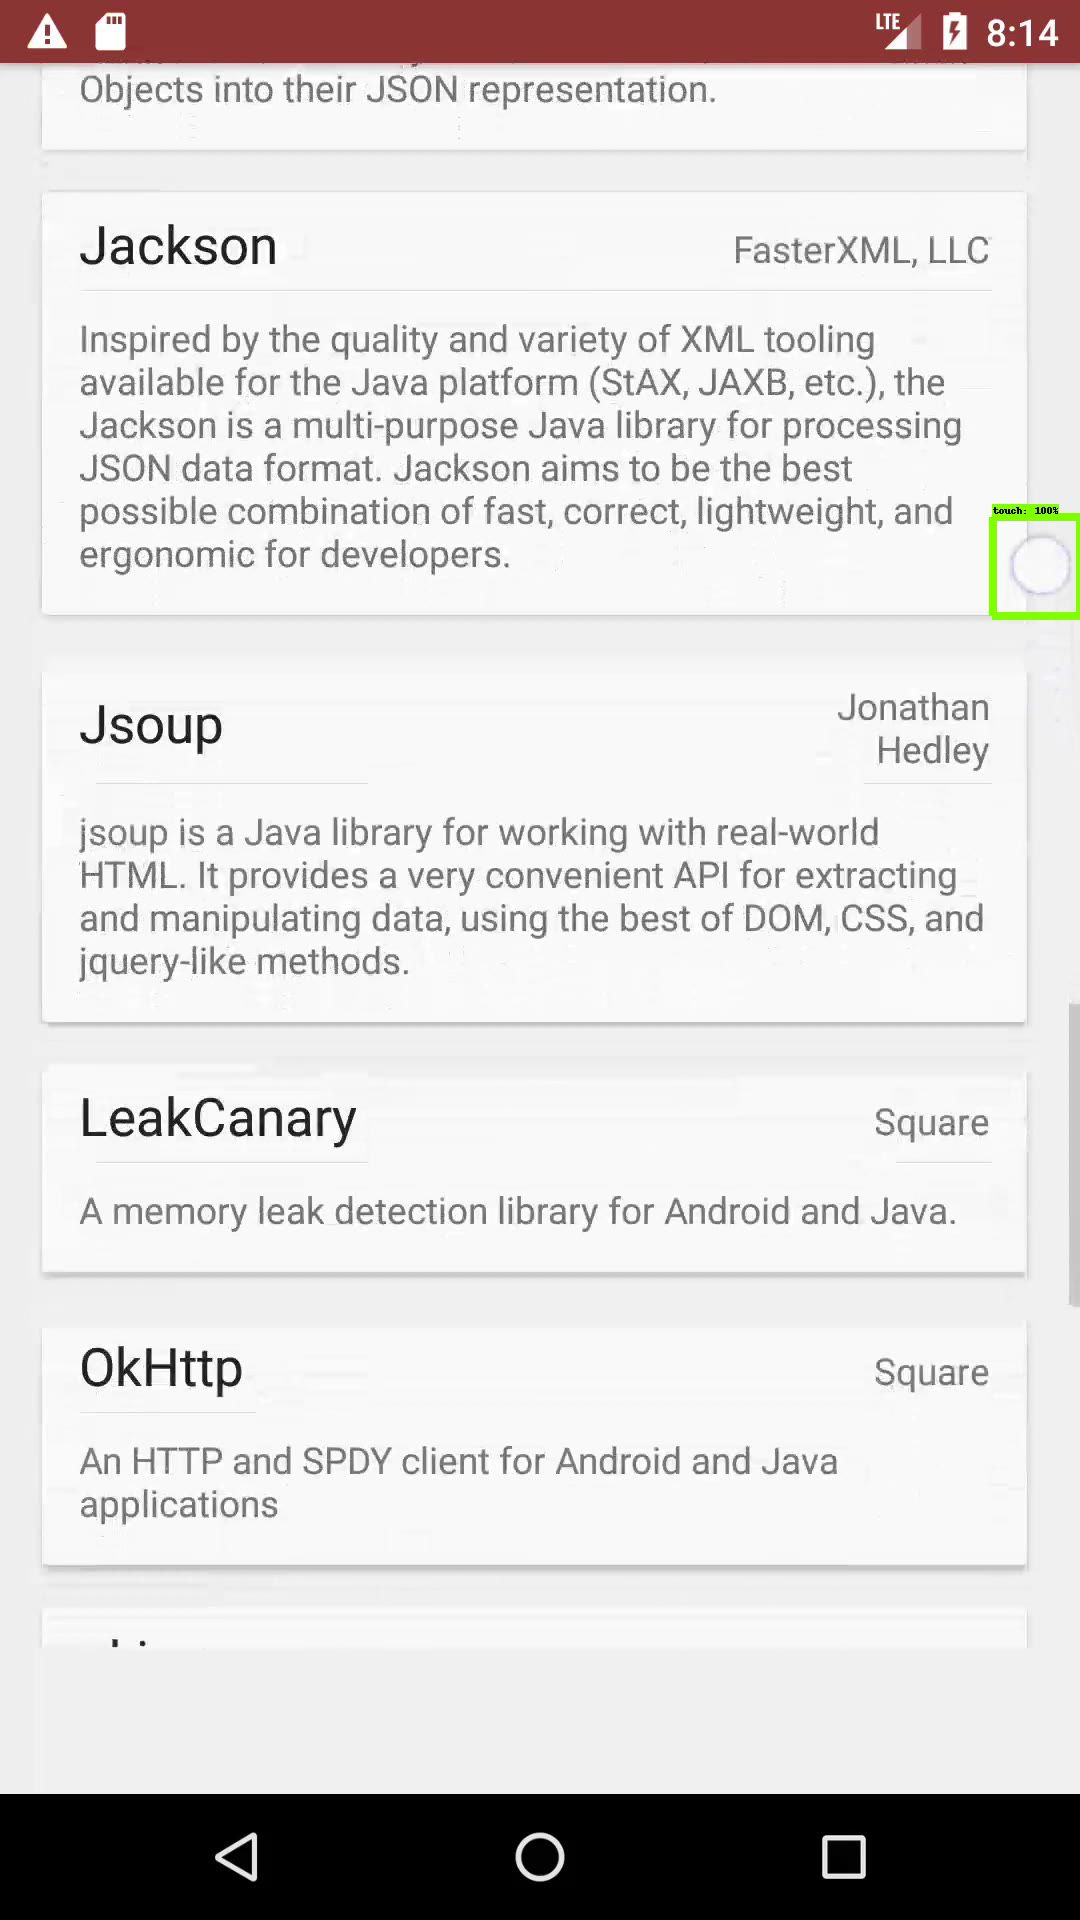 LTE 8:14
Objects into their JSON representation.
Jackson FasterXML, LLC
Inspired by the quality and variety of XML tooling
available for the Java platform (StAX, JAXB, etc.), the
Jackson is a multi-purpose Java library for processing
JSON data format. Jackson aims to be the best
possible combination of fast, correct, lightweight, and
ergonomic for developers.
touch: 100%
Jsoup Jonathan
Hedley
jsoup is a Java library for working with real-world
HTML. It provides a very convenient API for extracting
and manipulating data, using the best of DOM, CSS, and
jquery-like methods.
LeakCanary Square
A memory leak detection library for Android and Java.
OkHttp Square
An HTTP and SPDY client for Android and Java
applications